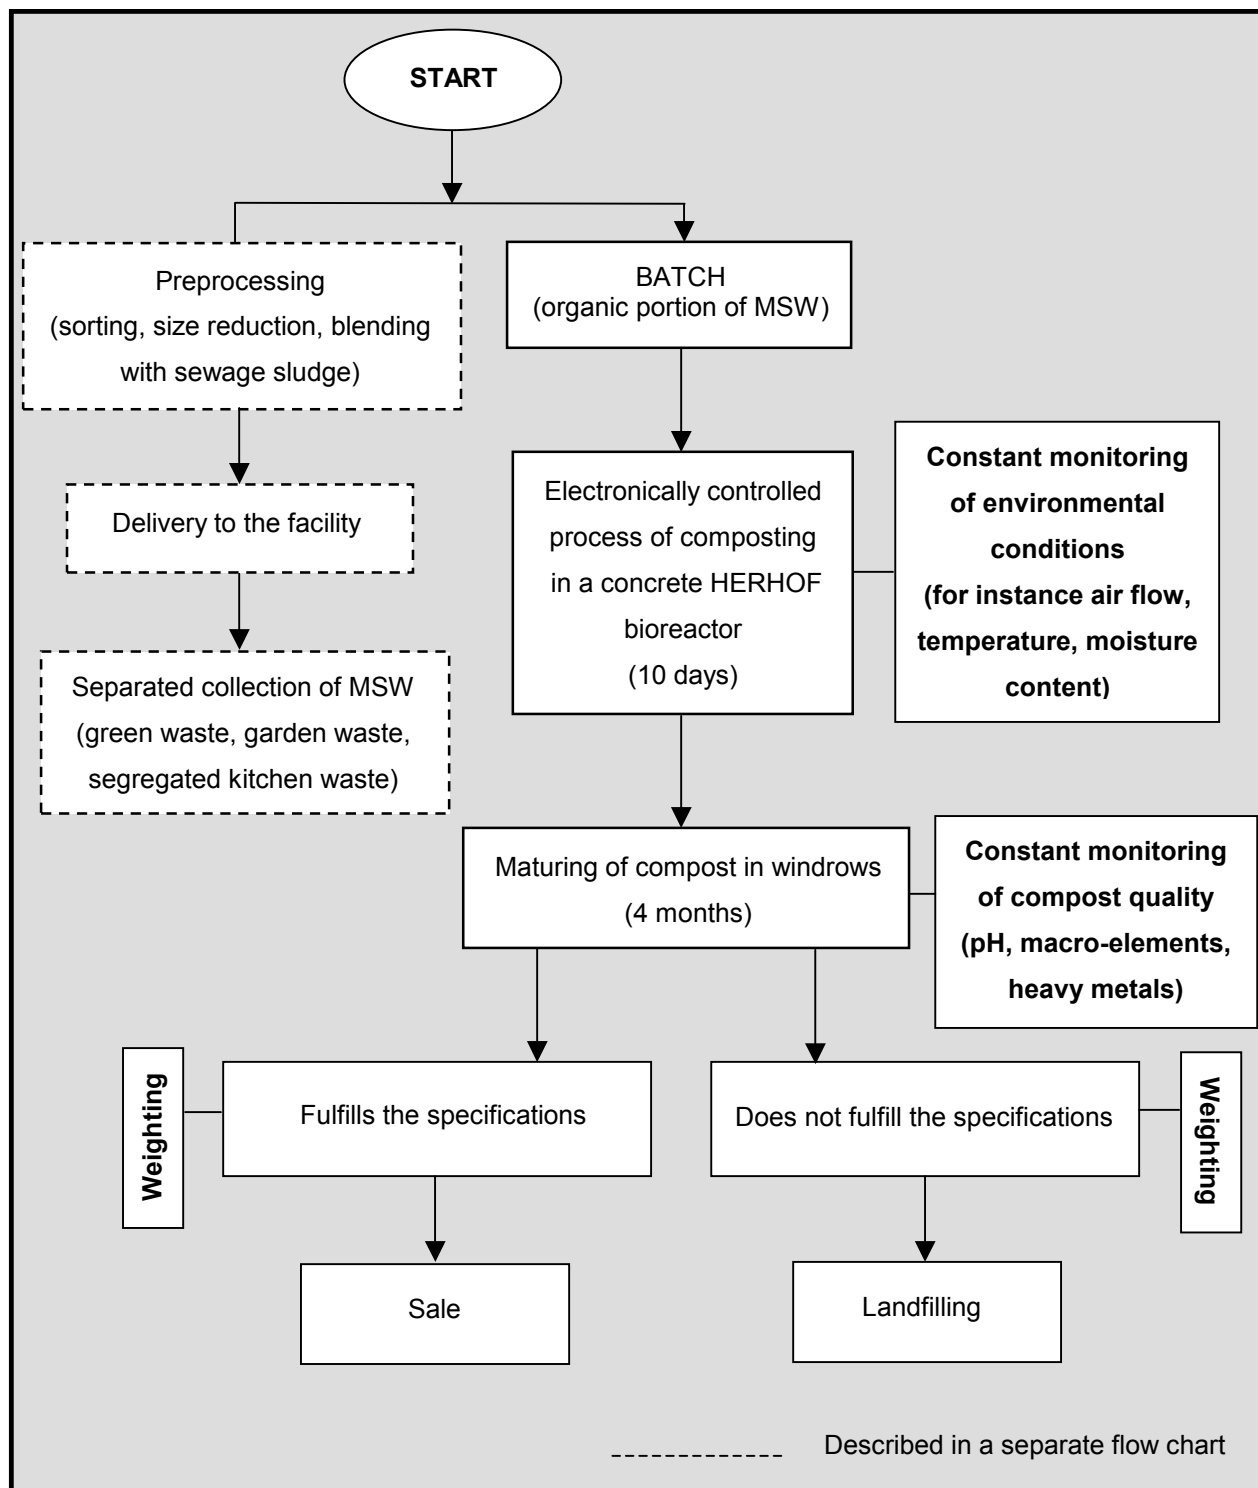 START
Preprocessing
(sorting, size reduction, blending
with sewage sludge)
BATCH
(organic portion of MSW)
Delivery to the facility
Electronically controlled
process of composting
in a concrete HERHOF
bioreactor
(10 days)
Constant monitoring
of environmental
conditions
(for instance air flow,
temperature, moisture
content)
Separated collection of MSW
(green waste, garden waste,
segregated kitchen waste)
Maturing of compost in windrows
(4 months)
Constant monitoring
of compost quality
(pH, macro-elements,
heavy metals)
Weighting
Fulfills the specifications
Does not fulfill the specifications
Weighting
Sale
Landfilling
Described in a separate flow chart